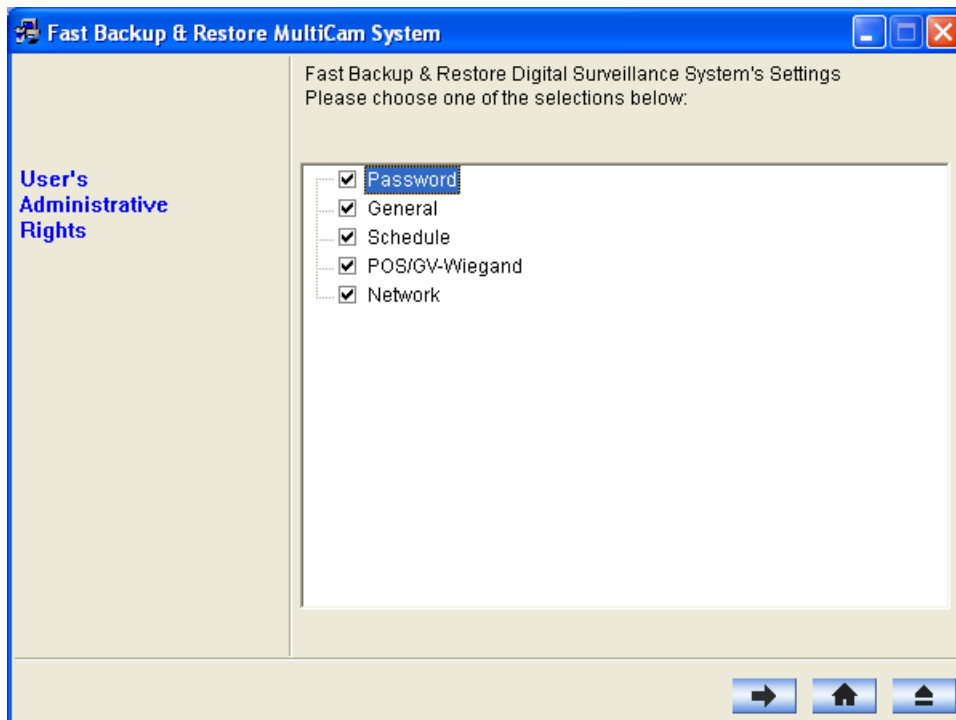 Fast Backup & Restore MultiCam System
Fast Backup & Restore Digital Surveillance System's Settings
Please choose one of the selections below:
User's
Administrative
Rights
Password
General
Schedule
POS/GV-Wiegand
Network